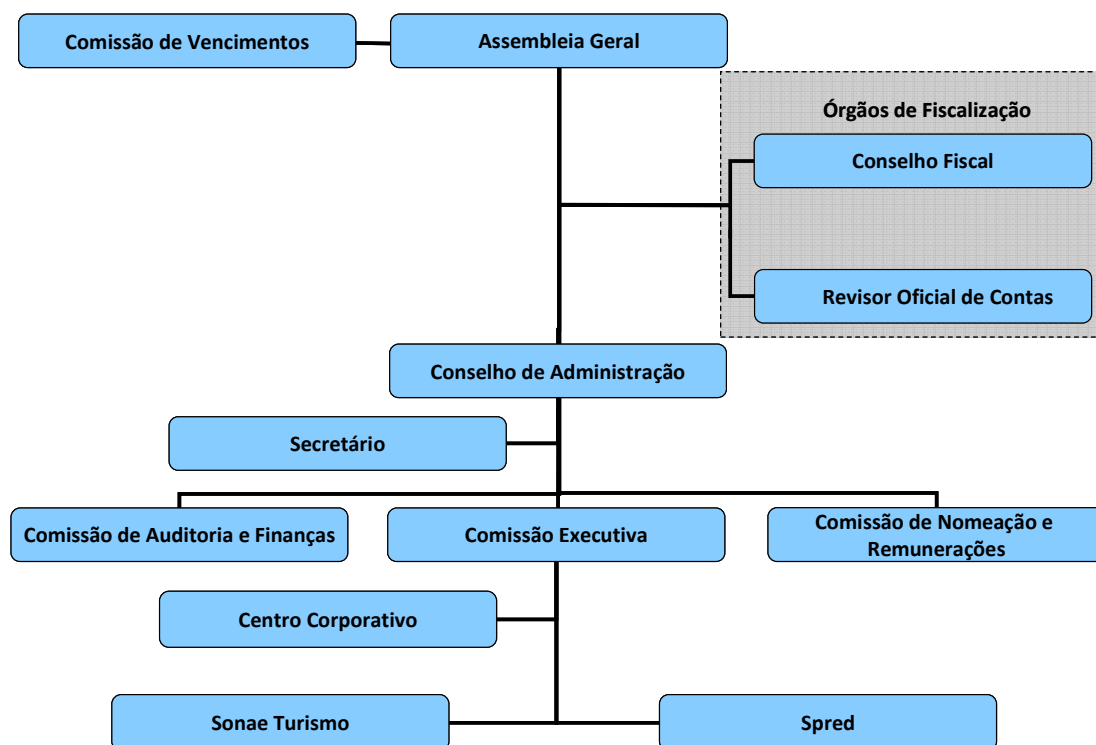 Comissão de Vencimentos
Assembleia Geral
Órgãos de Fiscalização
Conselho Fiscal
Revisor Oficial de Contas
Conselho de Administração
Secretário
Comissão de Auditoria e Finanças
Comissão Executiva
Comissão de Nomeação e
Remunerações
Centro Corporativo
Sonae Turismo
Spred